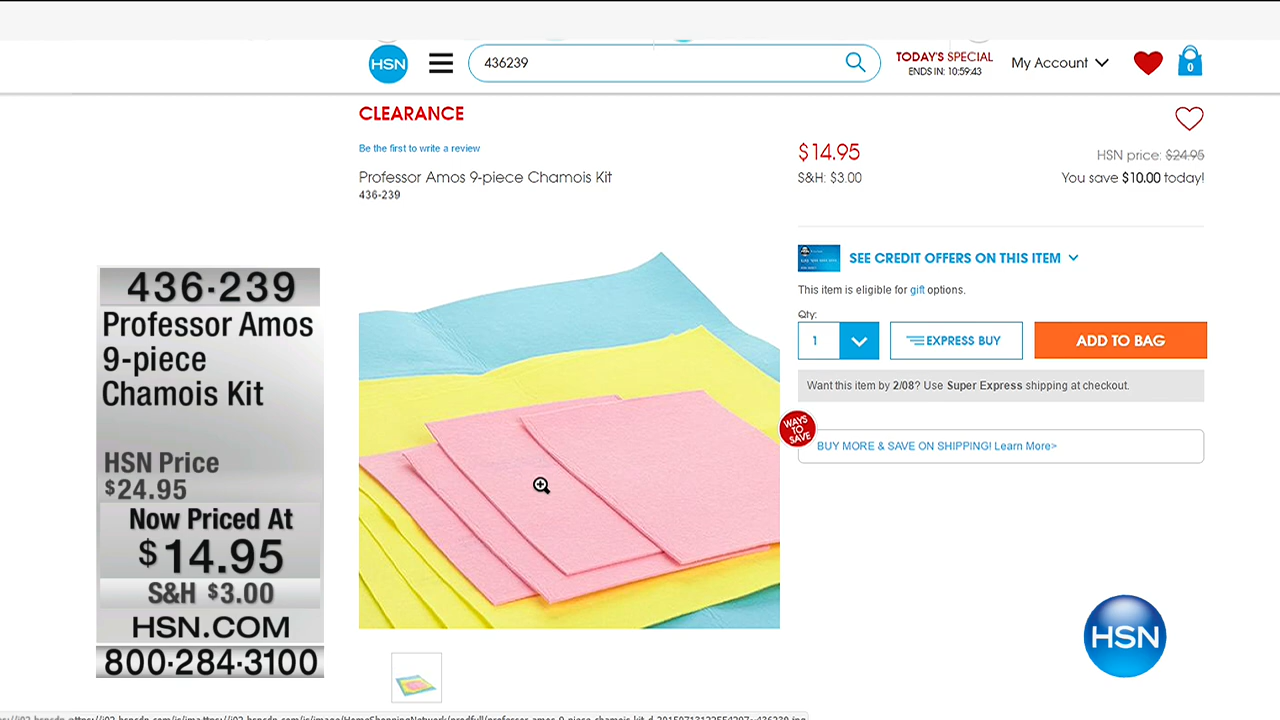 HSN
436239
TODAY'S SPECIAL
ENDS IN: 10:59:43
My Account
0
CLEARANCE
Be the first to write a review
Professor Amos 9-piece Chamois Kit
436-239
$14.95
S&H: $3.00
HSN price: $24.95
You save $10.00 today!
SEE CREDIT OFFERS ON THIS ITEM
This item is eligible for gift options.
Qty:
1
EXPRESS BUY
ADD TO BAG
Want this item by 2/08? Use Super Express shipping at checkout.
WAYS
TO
SAVE
BUY MORE & SAVE ON SHIPPING! Learn More>
436·239
Professor Amos
9-piece
Chamois Kit
HSN Price
$24.95
Now Priced At
$14.95
S&H $3.00
HSN.COM
800·284·3100
HSN